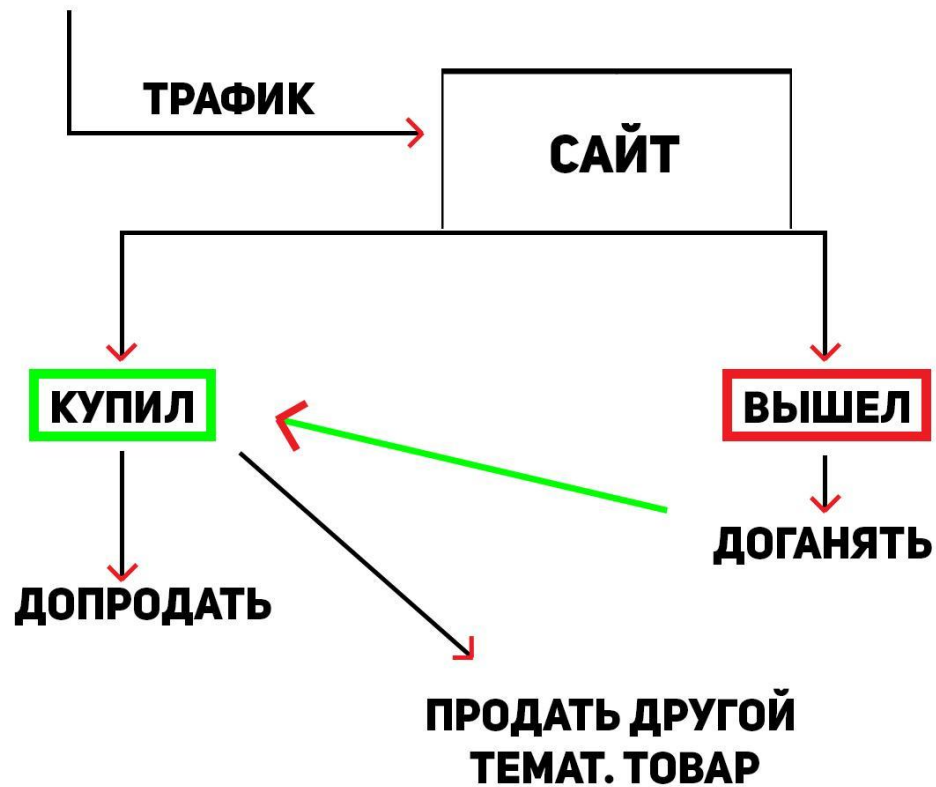 ТРАФИК
САЙТ
КУПИЛ
ВЫШЕЛ
ДОГАНЯТЬ
ДОПРОДАТЬ
ПРОДАТЬ ДРУГОЙ
ТЕМАТ. ТОВАР